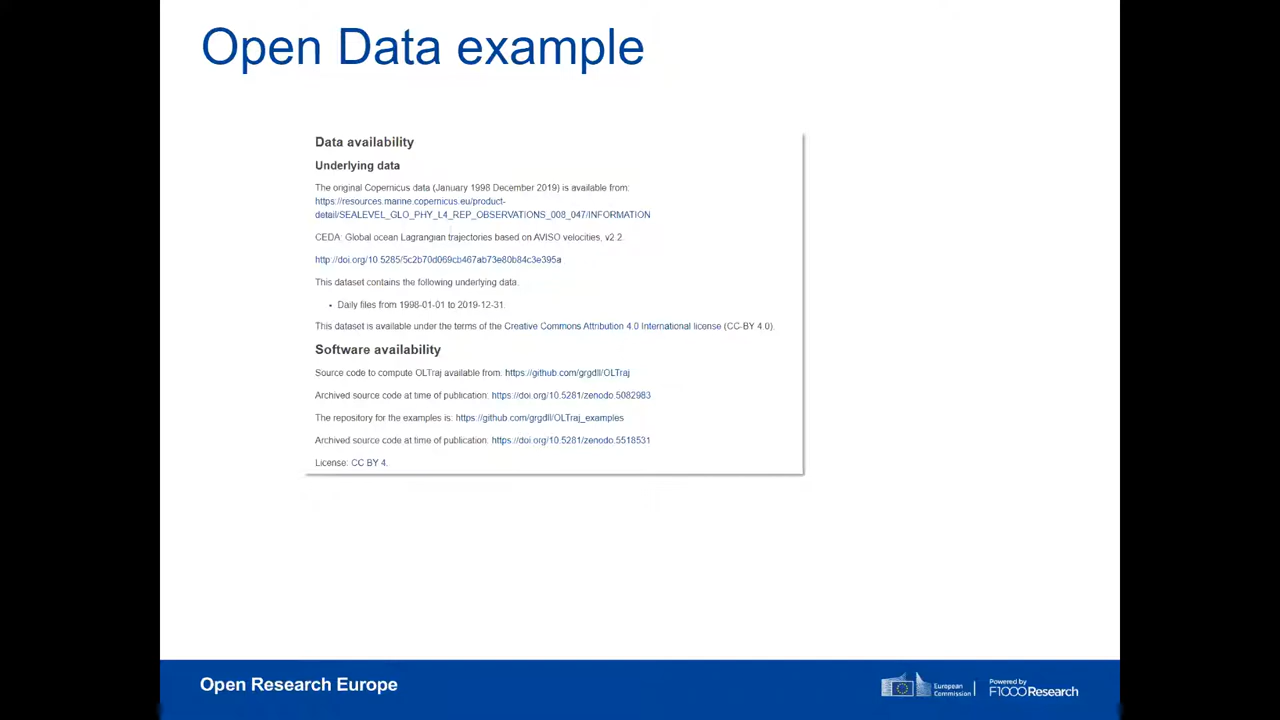 Open Data example
Data availability
Underlying data
The original Copernicus data (January 1998 December 2019) is available from:
https://resources.marine.copernicus.eu/product-
detail/SEALEVEL_GLO_PHY_L4_REP_OBSERVATIONS_008_047/INFORMATION
CEDA: Global ocean Lagrangian trajectories based on AVISO velocities, v2.2.
http://doi.org/10.5285/5c2b70d069cb467ab73e80b84c3e395a
This dataset contains the following underlying data.
• Daily files from 1998-01-01 to 2019-12-31.
This dataset is available under the terms of the Creative Commons Attribution 4.0 International license (CC-BY 4.0).
Software availability
Source code to compute OLTraj available from: https://github.com/grgdll/OLTraj
Archived source code at time of publication: https://doi.org/10.5281/zenodo.5082983
The repository for the examples is: https://github.com/grgdll/OLTraj_examples
Archived source code at time of publication: https://doi.org/10.5281/zenodo.5518531
License: CC BY 4.
Open Research Europe
European
Commission
Powered by
F1000Research